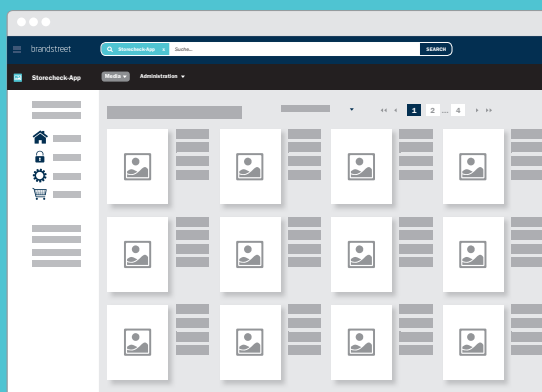 brandstreet Storecheck-App x Suche... SEARCH
Storecheck-App Media Administration
1 2 ... 4